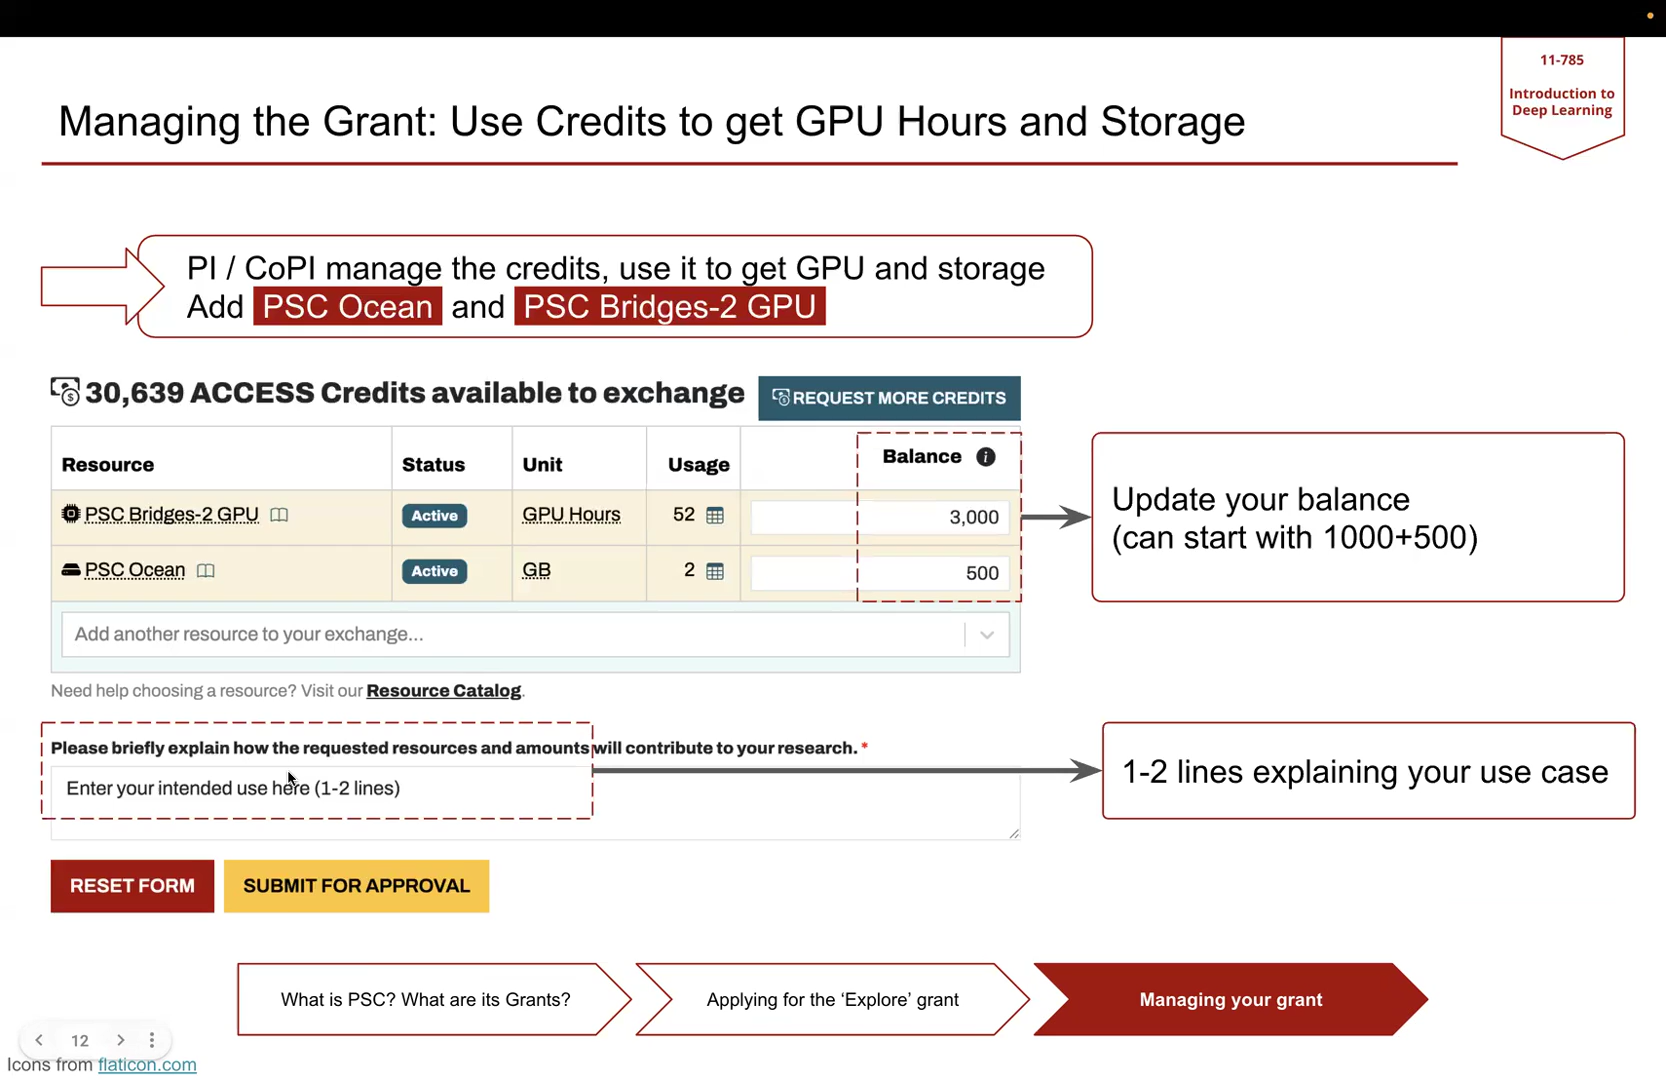 11-785
Introduction to
Deep Learning
Managing the Grant: Use Credits to get GPU Hours and Storage
PI / CoPI manage the credits, use it to get GPU and storage
Add PSC Ocean and PSC Bridges-2 GPU
30,639 ACCESS Credits available to exchange
REQUEST MORE CREDITS
Resource Status Unit Usage Balance i
PSC Bridges-2 GPU Active GPU Hours 52 3,000
PSC Ocean Active GB 2 500
Add another resource to your exchange...
Need help choosing a resource? Visit our Resource Catalog.
Update your balance
(can start with 1000+500)
Please briefly explain how the requested resources and amounts will contribute to your research. *
Enter your intended use here (1-2 lines)
1-2 lines explaining your use case
RESET FORM
SUBMIT FOR APPROVAL
What is PSC? What are its Grants?
Applying for the ‘Explore’ grant
Managing your grant
12
Icons from flaticon.com